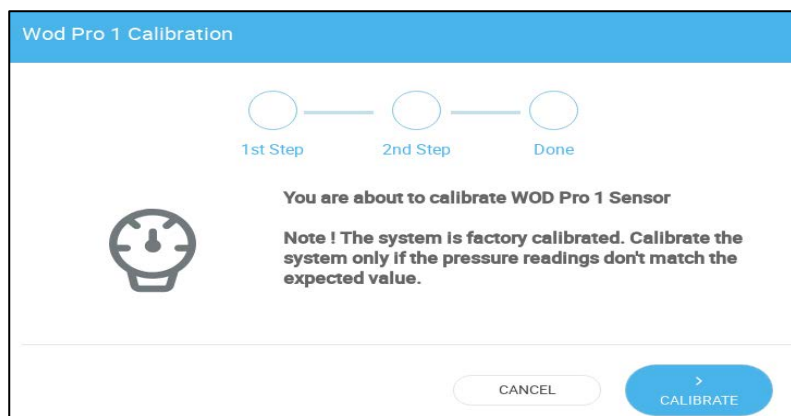 Wod Pro 1 Calibration
1st Step 2nd Step Done
You are about to calibrate WOD Pro 1 Sensor
Note ! The system is factory calibrated. Calibrate the
system only if the pressure readings don't match the
expected value.
CANCEL
>
CALIBRATE